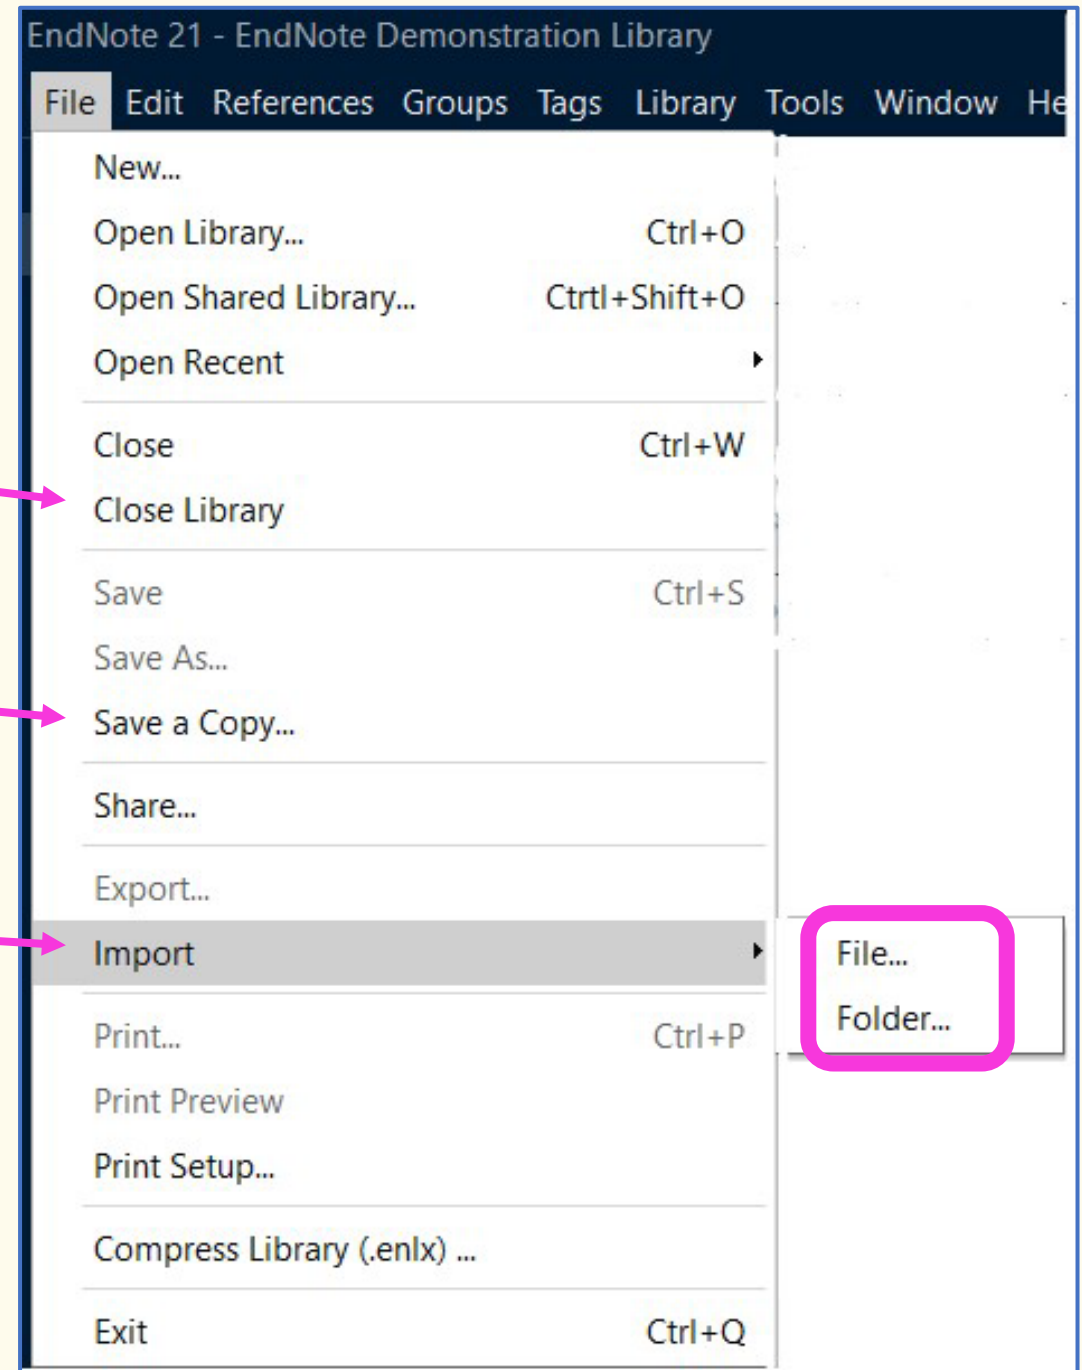 EndNote 21 - EndNote Demonstration Library
File Edit References Groups Tags Library Tools Window He
New...
Open Library... Ctrl+O
Open Shared Library... Ctrtl+Shift+O
Open Recent
Close Ctrl+W
Close Library
Save Ctrl+S
Save As...
Save a Copy...
Share...
Export...
Import
File...
Folder...
Print... Ctrl+P
Print Preview
Print Setup...
Compress Library (.enlx) ...
Exit Ctrl+Q